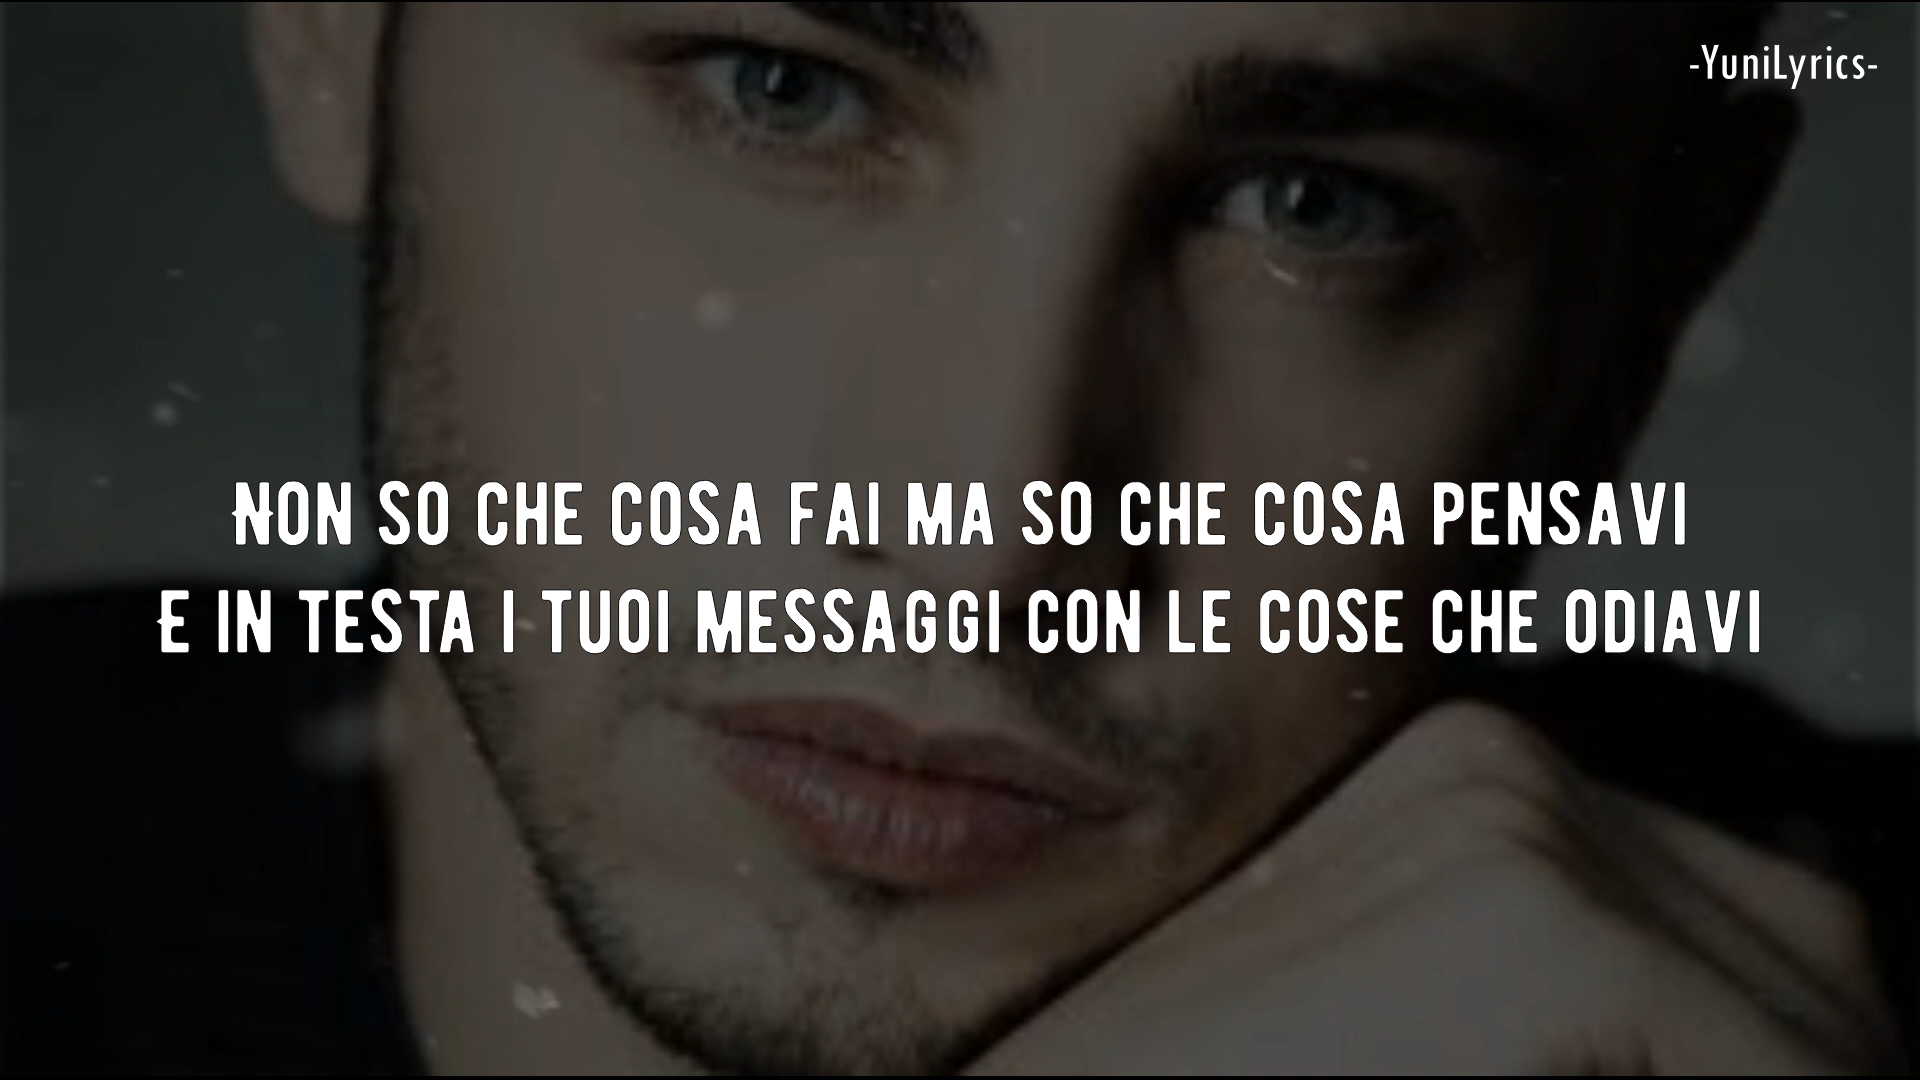 -YuniLyrics-
NON SO CHE COSA FAI MA SO CHE COSA PENSAVI
E IN TESTA I TUOI MESSAGGI CON LE COSE CHE ODIAVI